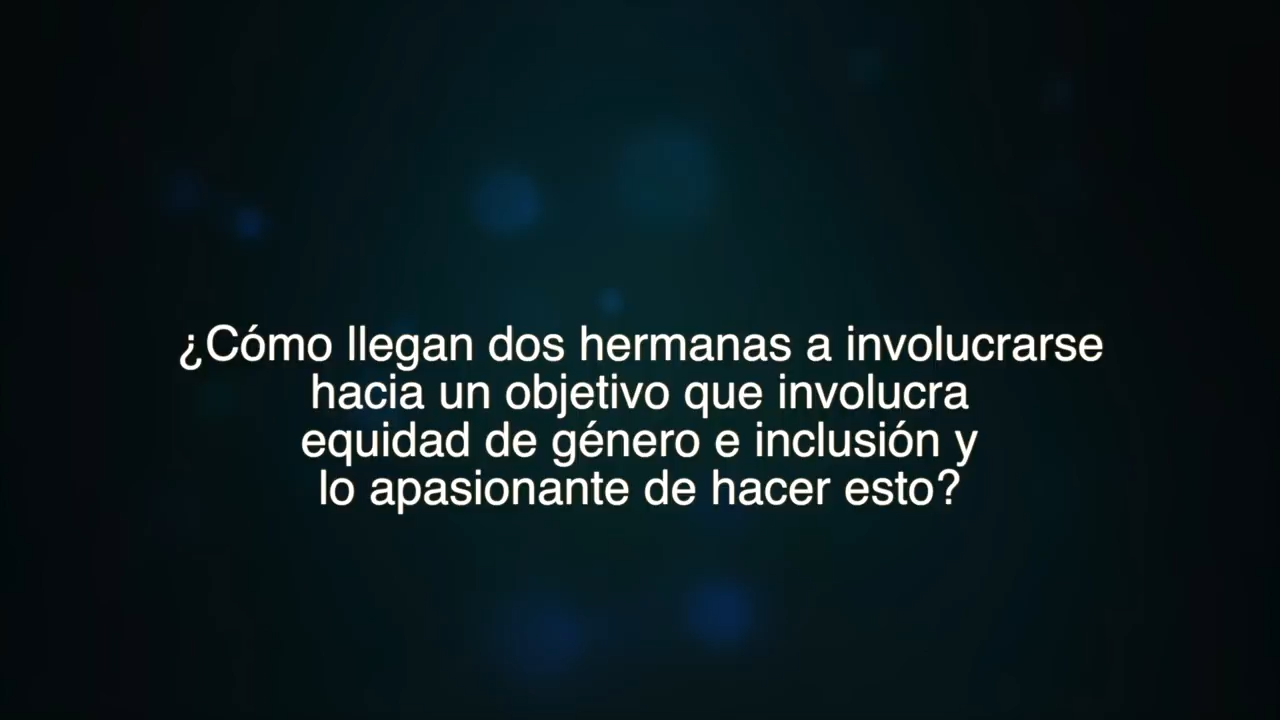 ¿Cómo llegan dos hermanas a involucrarse
hacia un objetivo que involucra
equidad de género e inclusión y
lo apasionante de hacer esto?